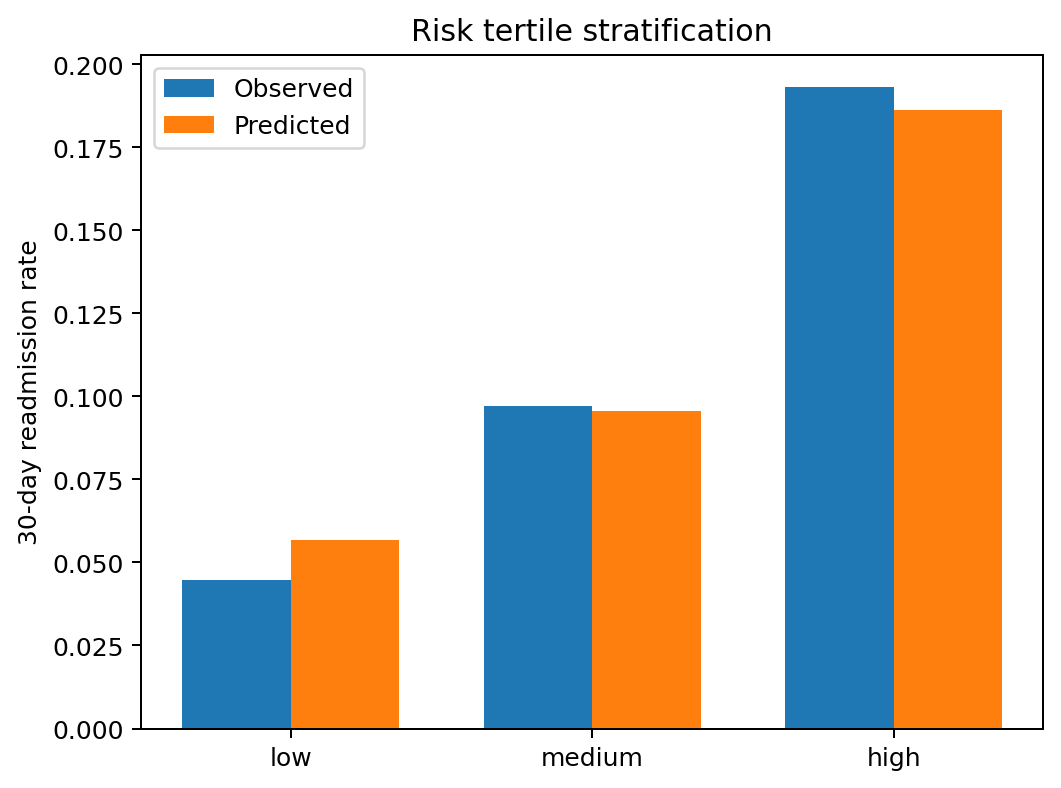 Risk tertile stratification
Observed
Predicted
30-day readmission rate
0.200
0.175
0.150
0.125
0.100
0.075
0.050
0.025
0.000
low
medium
high